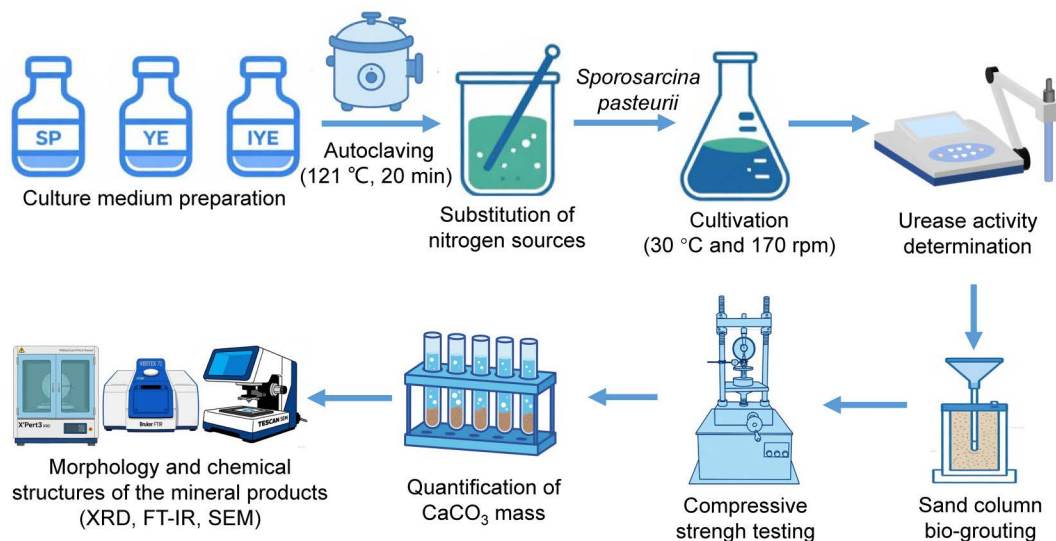 SP
YE
IYE
Culture medium preparation
Autoclaving
(121 ℃, 20 min)
Substitution of
nitrogen sources
Sporosarcina
pasteurii
Cultivation
(30 °C and 170 rpm)
Urease activity
determination
Sand column
bio-grouting
Compressive
strengh testing
Quantification of
CaCO₃ mass
X'Pert3
VERTEX 70
Bruker FTIR
TESCAN SEM
Morphology and chemical
structures of the mineral products
(XRD, FT-IR, SEM)